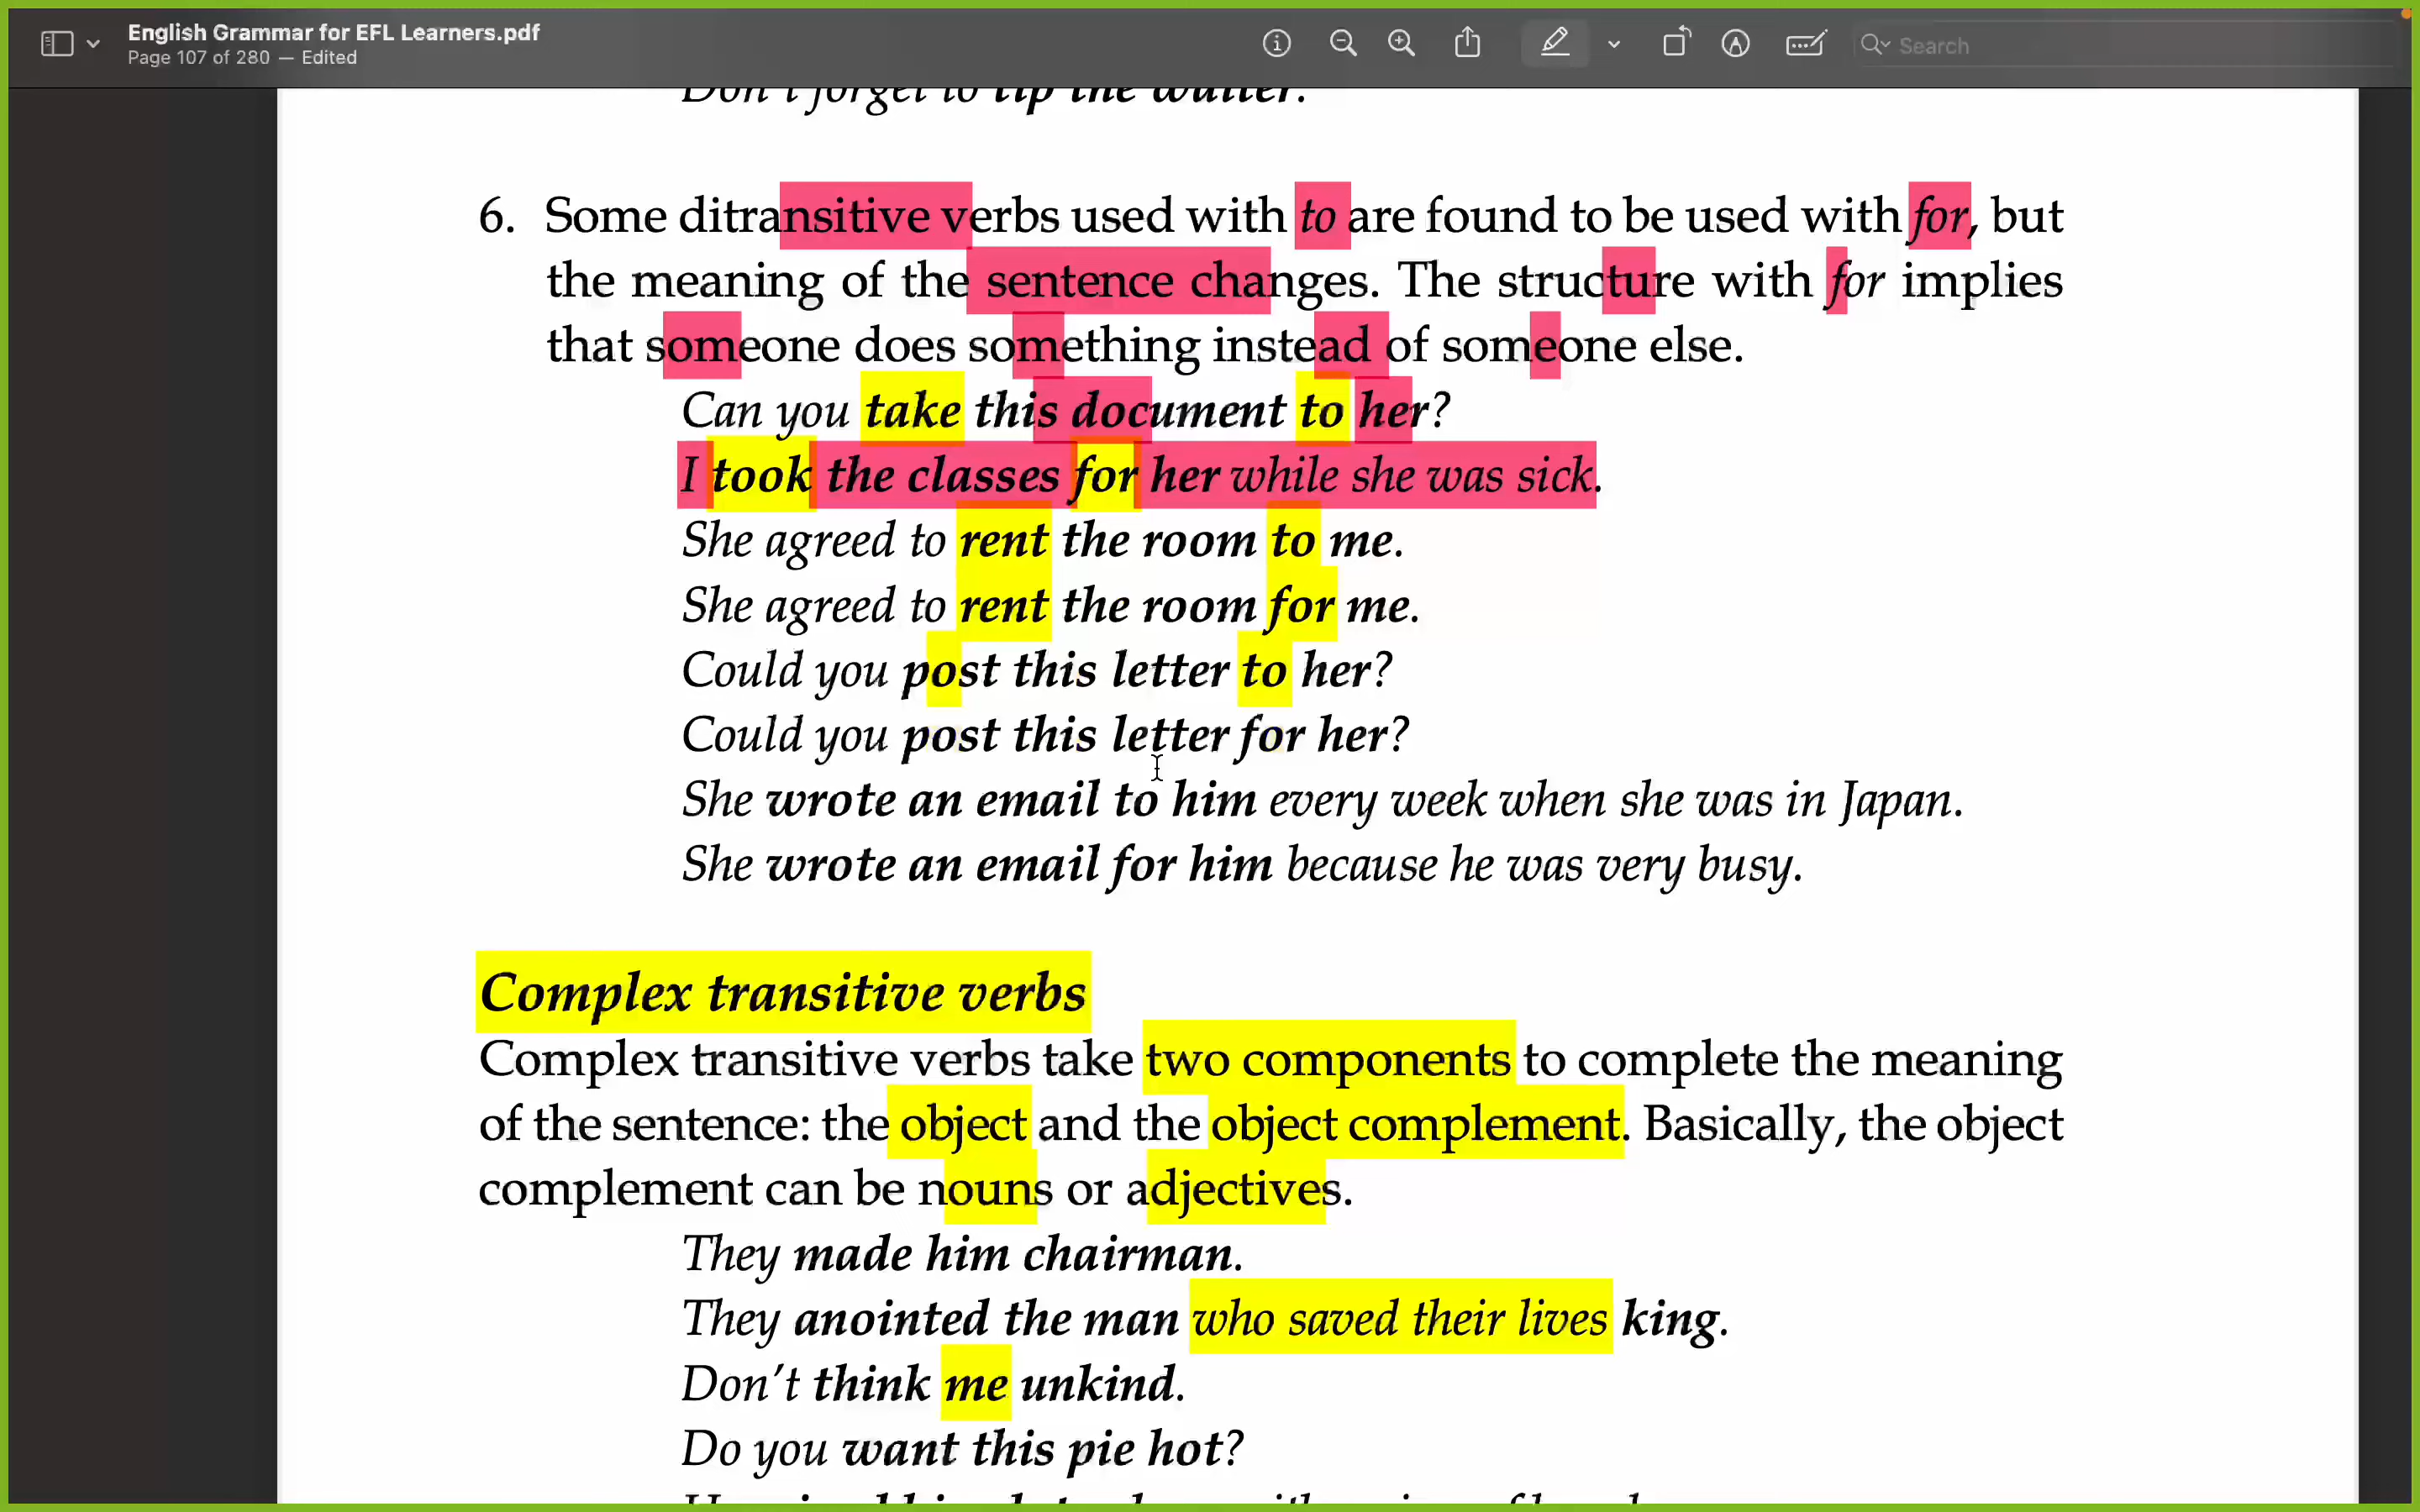 English Grammar for EFL Learners.pdf
Page 107 of 280 — Edited
Search
Don't forget to tip the waiter.
6. Some ditransitive verbs used with to are found to be used with for, but
the meaning of the sentence changes. The structure with for implies
that someone does something instead of someone else.
Can you take this document to her?
I took the classes for her while she was sick.
She agreed to rent the room to me.
She agreed to rent the room for me.
Could you post this letter to her?
Could you post this letter for her?
She wrote an email to him every week when she was in Japan.
She wrote an email for him because he was very busy.
Complex transitive verbs
Complex transitive verbs take two components to complete the meaning
of the sentence: the object and the object complement. Basically, the object
complement can be nouns or adjectives.
They made him chairman.
They anointed the man who saved their lives king.
Don't think me unkind.
Do you want this pie hot?